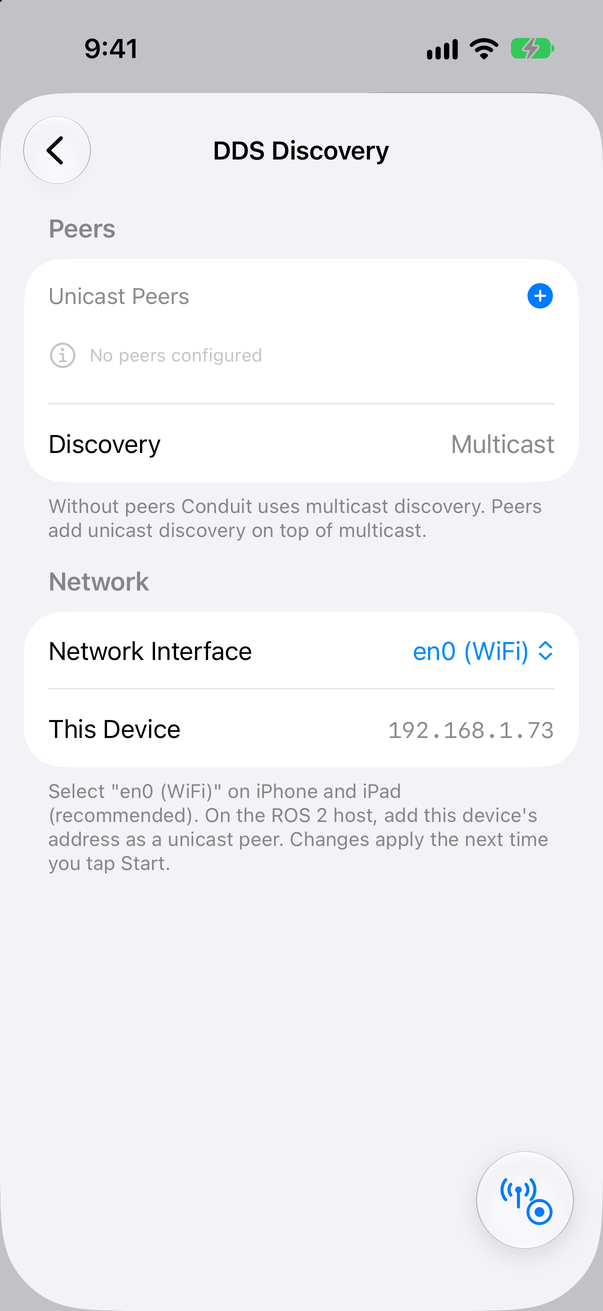 9:41
DDS Discovery
Peers
Unicast Peers
No peers configured
Discovery
Multicast
Without peers Conduit uses multicast discovery. Peers
add unicast discovery on top of multicast.
Network
Network Interface
en0 (WiFi)
This Device
192.168.1.73
Select "en0 (WiFi)" on iPhone and iPad
(recommended). On the ROS 2 host, add this device's
address as a unicast peer. Changes apply the next time
you tap Start.